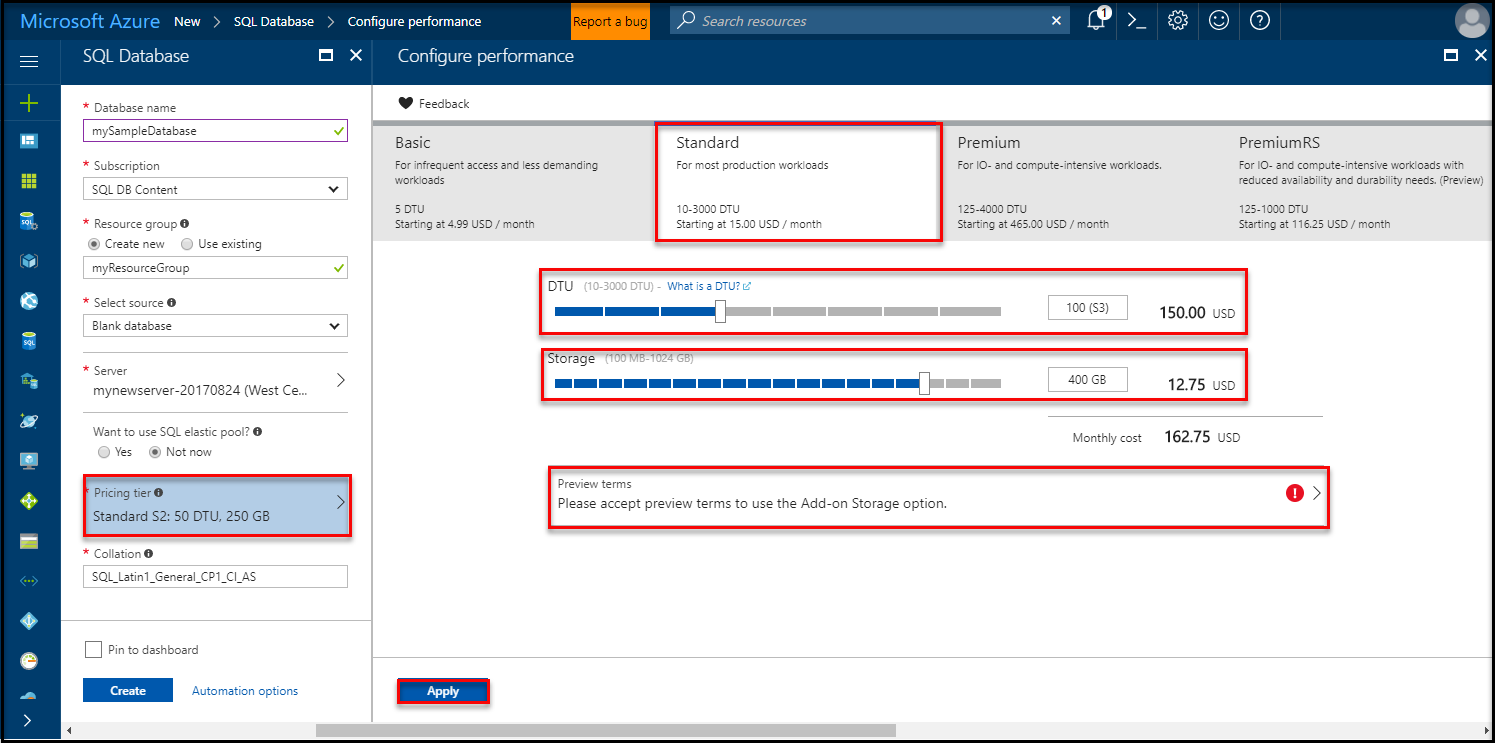 Microsoft Azure New > SQL Database > Configure performance
Report a bug
Search resources
1
SQL Database
* Database name
mySampleDatabase
* Subscription
SQL DB Content
* Resource group
Create new Use existing
myResourceGroup
* Select source
Blank database
* Server
mynewserver-20170824 (West Ce...
Want to use SQL elastic pool?
Yes Not now
* Pricing tier
Standard S2: 50 DTU, 250 GB
* Collation
SQL_Latin1_General_CP1_CI_AS
Pin to dashboard
Create Automation options
Configure performance
Feedback
Basic
For infrequent access and less demanding
workloads
5 DTU
Starting at 4.99 USD / month
Standard
For most production workloads
10-3000 DTU
Starting at 15.00 USD / month
Premium
For IO- and compute-intensive workloads.
125-4000 DTU
Starting at 465.00 USD / month
PremiumRS
For IO- and compute-intensive workloads with
reduced availability and durability needs. (Preview)
125-1000 DTU
Starting at 116.25 USD / month
DTU (10-3000 DTU) - What is a DTU?
100 (S3) 150.00 USD
Storage (100 MB-1024 GB)
400 GB 12.75 USD
Monthly cost 162.75 USD
Preview terms
Please accept preview terms to use the Add-on Storage option.
Apply
SQL
SQL